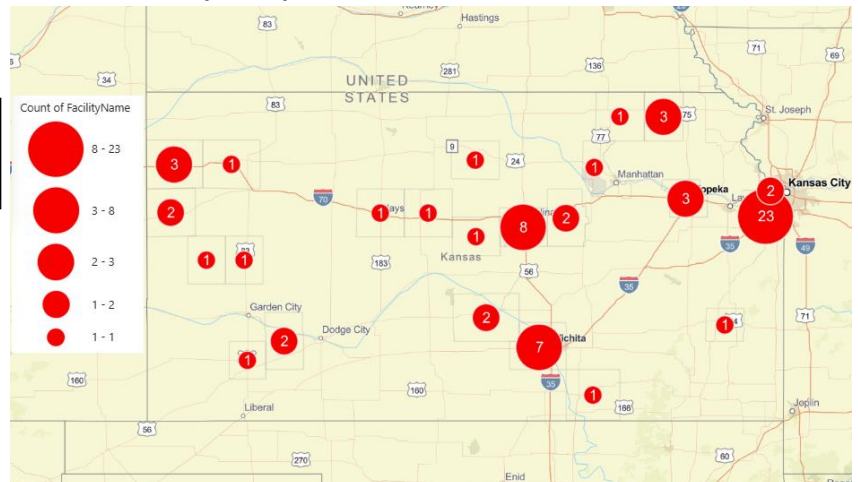 Hastings
83
281
136
71
69
34
UNITED
STATES
83
75
St. Joseph
Count of FacilityName
8 - 23
3 - 8
2 - 3
1 - 2
1 - 1
1
3
77
9
24
3
1
1
1
Manhattan
2
Kansas City
70
2
1
1
8
2
3
23
1
35
49
183
Kansas
56
1
1
35
Garden City
71
2
Dodge City
2
7
1
1
160
160
35
1
166
Liberal
Joplin
56
270
60
Enid